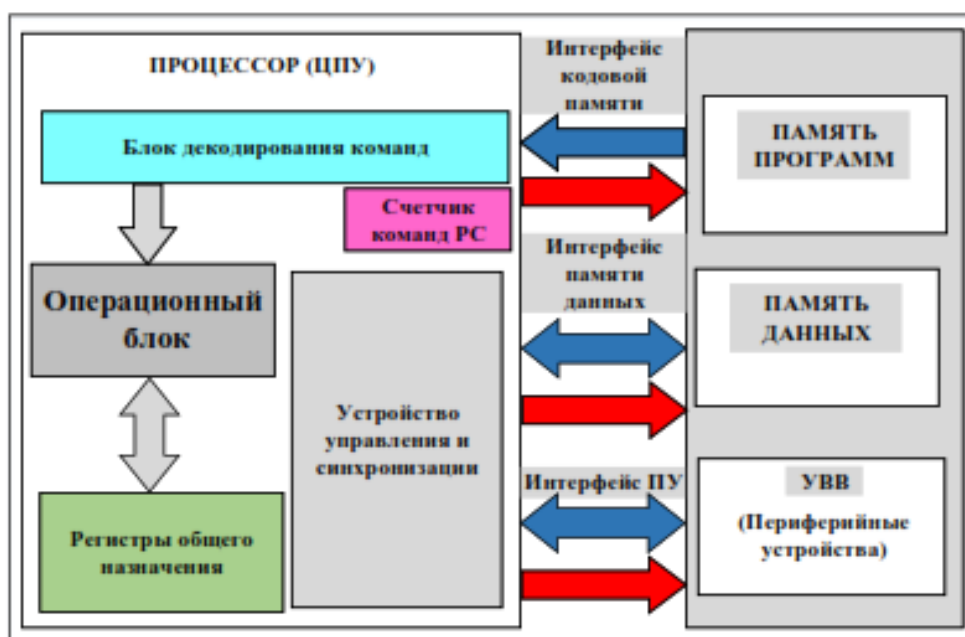 ПРОЦЕССОР (ЦПУ)
Блок декодирования команд
Счетчик
команд PC
Операционный
блок
Устройство
управления и
синхронизации
Регистры общего
назначения
Интерфейс
кодовой
памяти
Интерфейс
памяти
данных
Интерфейс ПУ
ПАМЯТЬ
ПРОГРАММ
ПАМЯТЬ
ДАННЫХ
УВВ
(Периферийные
устройства)